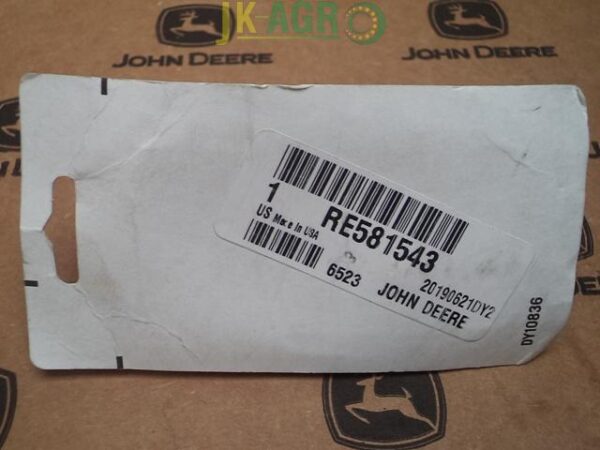 JK-AGRO
JOHN DEERE
JOHN DEERE
1 RE581543
US Made In USA
20190621DY2
6523 JOHN DEERE
DY10836